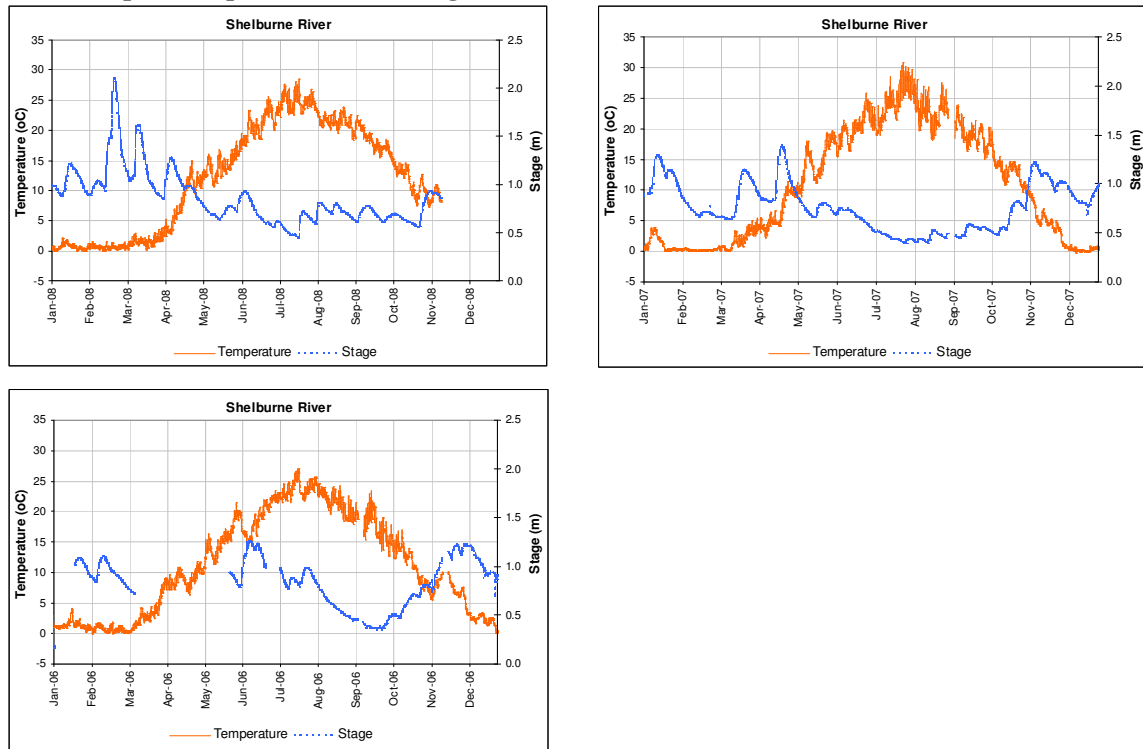 Shelburne River
35
30
25
20
15
10
5
0
-5
Temperature (oC)
2.5
2.0
1.5
1.0
0.5
0.0
Stage (m)
Jan-08
Feb-08
Mar-08
Apr-08
May-08
Jun-08
Jul-08
Aug-08
Sep-08
Oct-08
Nov-08
Dec-08
Temperature Stage
Shelburne River
35
30
25
20
15
10
5
0
-5
Temperature (oC)
2.5
2.0
1.5
1.0
0.5
0.0
Stage (m)
Jan-07
Feb-07
Mar-07
Apr-07
May-07
Jun-07
Jul-07
Aug-07
Sep-07
Oct-07
Nov-07
Dec-07
Temperature Stage
Shelburne River
35
30
25
20
15
10
5
0
-5
Temperature (oC)
2.5
2.0
1.5
1.0
0.5
0.0
Stage (m)
Jan-06
Feb-06
Mar-06
Apr-06
May-06
Jun-06
Jul-06
Aug-06
Sep-06
Oct-06
Nov-06
Dec-06
Temperature Stage